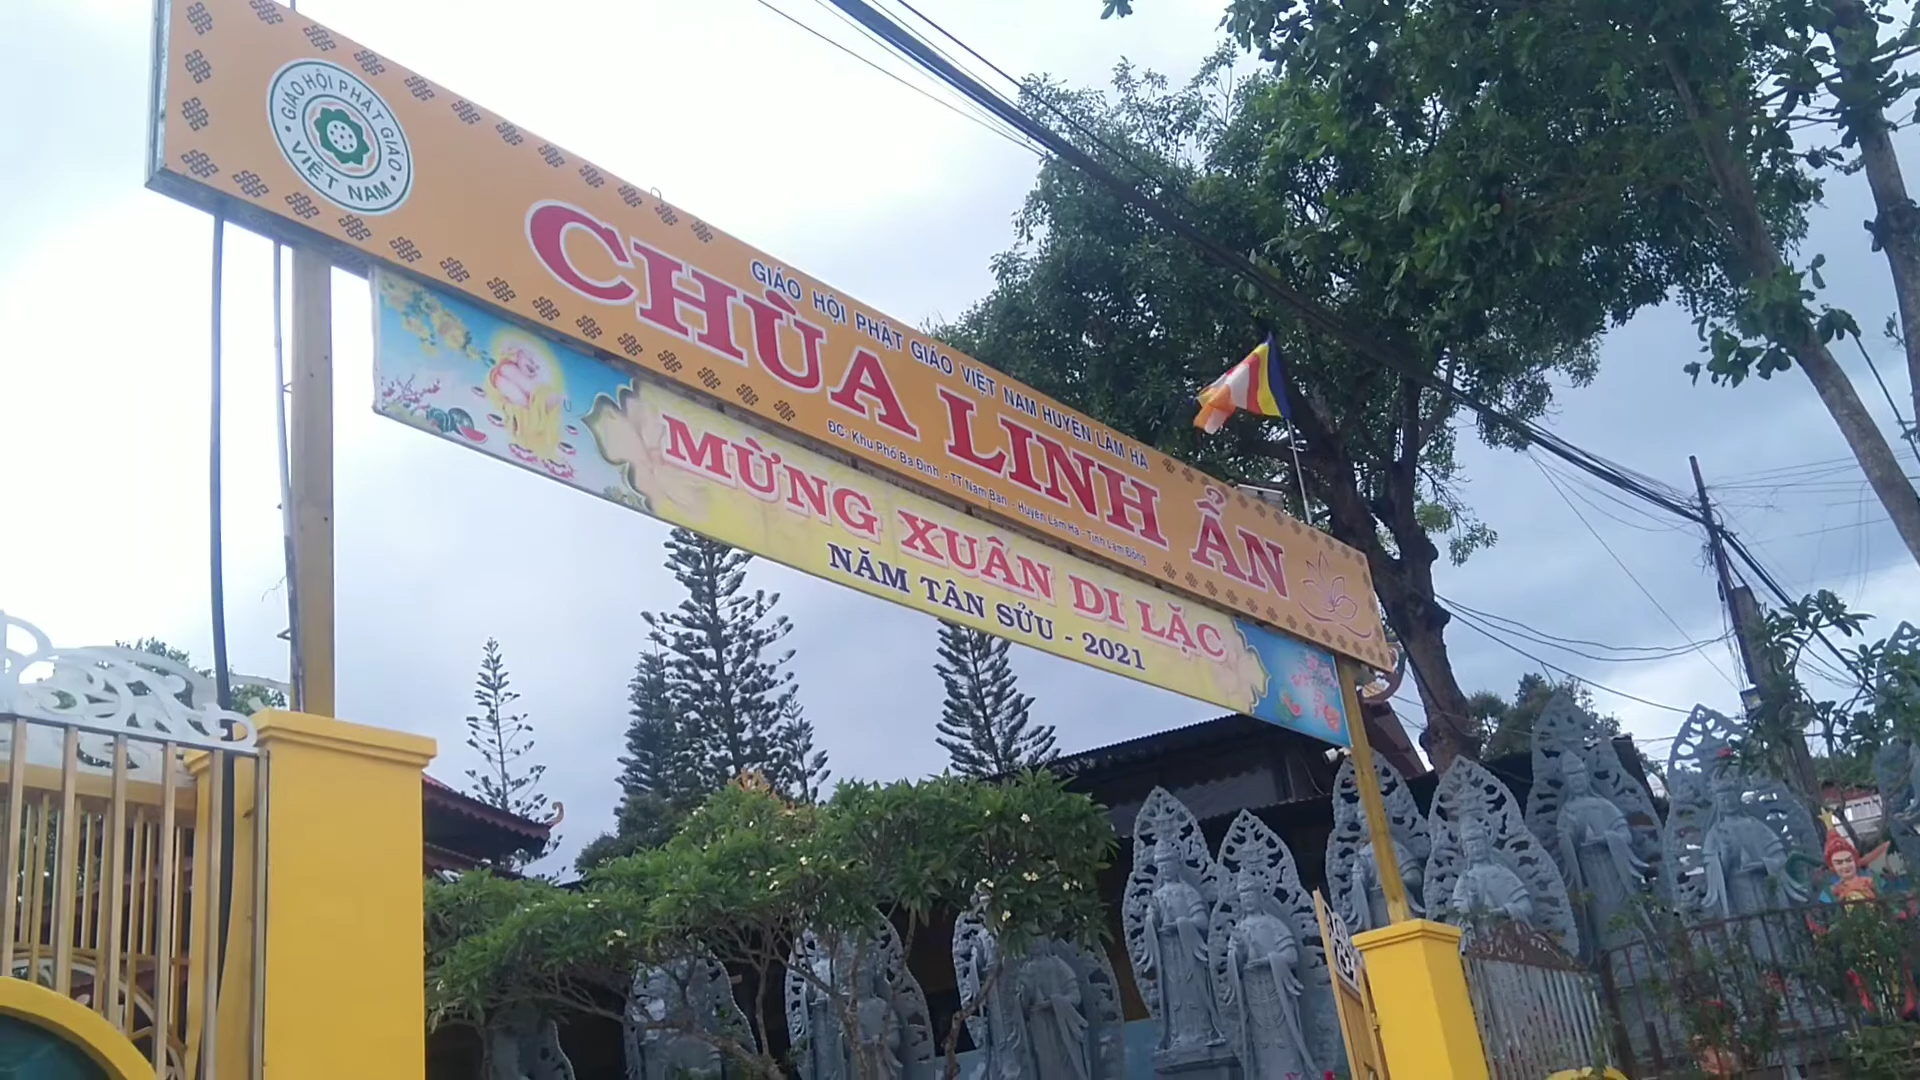 GIÁO HỘI PHẬT GIÁO
VIỆT NAM
GIÁO HỘI PHẬT GIÁO VIỆT NAM HUYỆN LÂM HÀ
CHÙA LINH ẨN
ĐC: Khu Phố Ba Đình - TT Nam Ban - Huyện Lâm Hà - Tỉnh Lâm Đồng
MỪNG XUÂN DI LẶC
NĂM TÂN SỬU - 2021